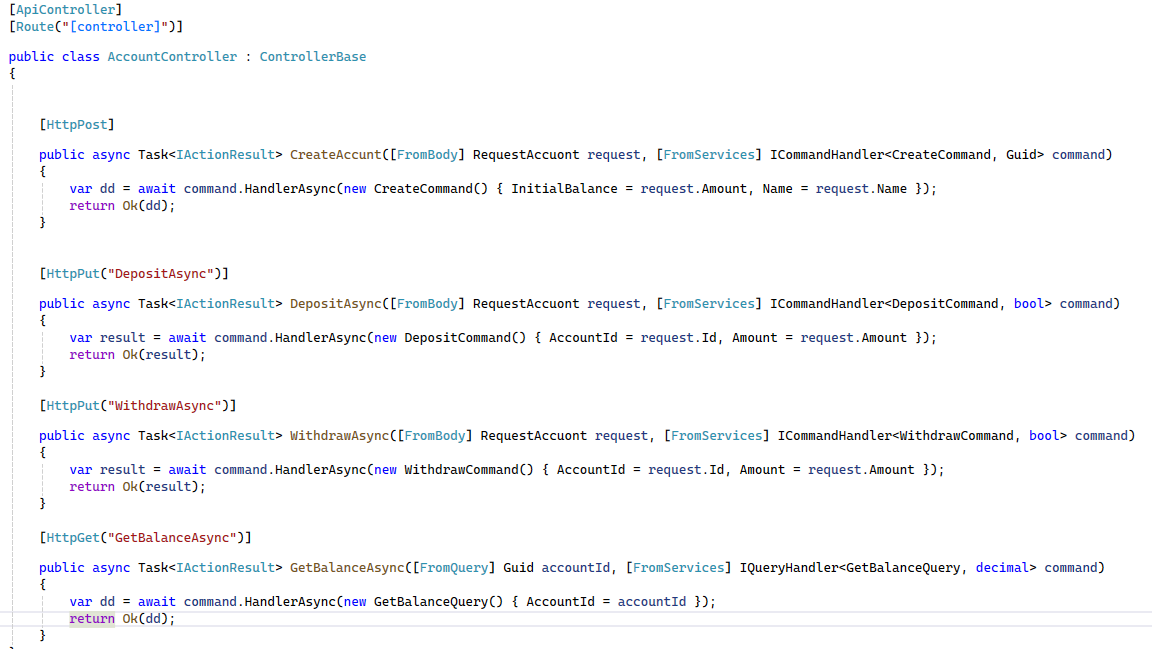 [ApiController]
[Route("[controller]")]
public class AccountController : ControllerBase
{
[HttpPost]
public async Task<IActionResult> CreateAccunt([FromBody] RequestAccuont request, [FromServices] ICommandHandler<CreateCommand, Guid> command)
{
var dd = await command.HandlerAsync(new CreateCommand() { InitialBalance = request.Amount, Name = request.Name });
return Ok(dd);
}
[HttpPut("DepositAsync")]
public async Task<IActionResult> DepositAsync([FromBody] RequestAccuont request, [FromServices] ICommandHandler<DepositCommand, bool> command)
{
var result = await command.HandlerAsync(new DepositCommand() { AccountId = request.Id, Amount = request.Amount });
return Ok(result);
}
[HttpPut("WithdrawAsync")]
public async Task<IActionResult> WithdrawAsync([FromBody] RequestAccuont request, [FromServices] ICommandHandler<WithdrawCommand, bool> command)
{
var result = await command.HandlerAsync(new WithdrawCommand() { AccountId = request.Id, Amount = request.Amount });
return Ok(result);
}
[HttpGet("GetBalanceAsync")]
public async Task<IActionResult> GetBalanceAsync([FromQuery] Guid accountId, [FromServices] IQueryHandler<GetBalanceQuery, decimal> command)
{
var dd = await command.HandlerAsync(new GetBalanceQuery() { AccountId = accountId });
return Ok(dd);
}